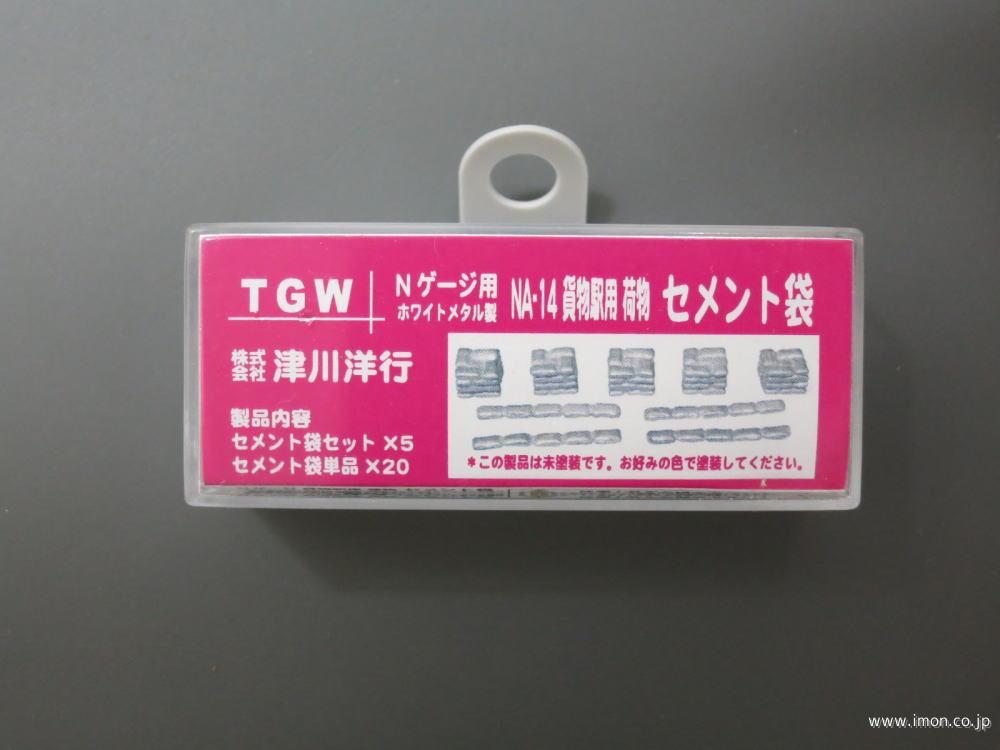 TGW
Nゲージ用
ホワイトメタル製
NA-14 貨物駅用 荷物 セメント袋
株式会社 津川洋行
製品内容
セメント袋セット ×5
セメント袋単品 ×20
＊この製品は未塗装です。お好みの色で塗装してください。
www.imon.co.jp